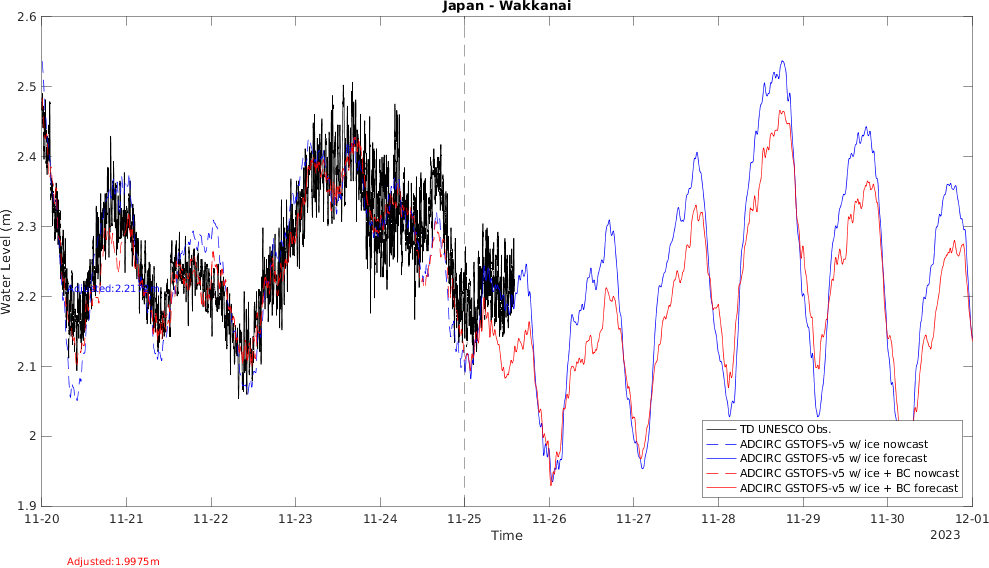 Japan - Wakkanai
2.6
2.5
2.4
2.3
2.2
2.1
2
1.9
Water Level (m)
TD UNESCO Obs.
ADCIRC GSTOFS-v5 w/ ice nowcast
ADCIRC GSTOFS-v5 w/ ice forecast
ADCIRC GSTOFS-v5 w/ ice + BC nowcast
ADCIRC GSTOFS-v5 w/ ice + BC forecast
11-20 11-21 11-22 11-23 11-24 11-25 11-26 11-27 11-28 11-29 11-30 12-01
Time
2023
Adjusted:1.9975m